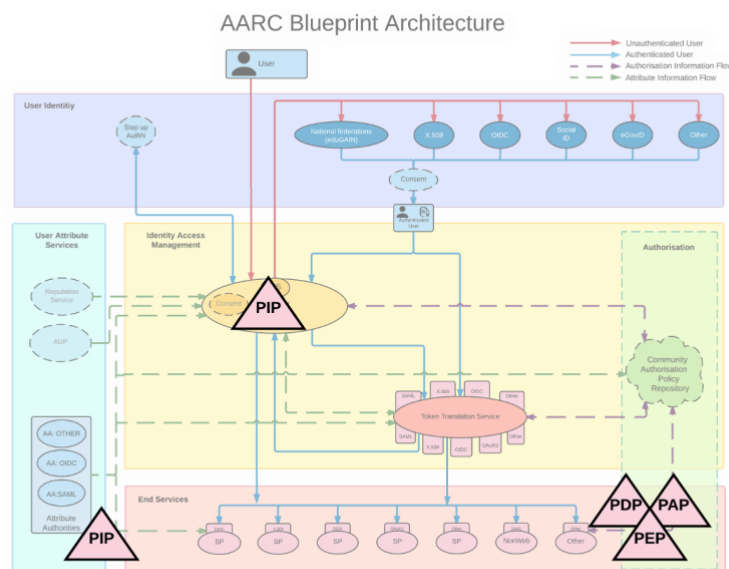 AARC Blueprint Architecture
User
Unauthenticated User
Authenticated User
Authorisation Information Flow
Attribute Information Flow
User Identitiy
Step up
AuthN
National federations
(eduGAIN)
X.509
OIDC
Social
ID
eGovID
Other
Consent
Authenticated
User
User Attribute
Services
Identity Access
Management
Authorisation
Reputation
Service
Consent
PIP
AUP
Community
Authorisation
Policy
Repository
SAML
X.509
OIDC
Other
Token Translation Service
SAML
X.509
OIDC
OAuth2
Other
AA: OTHER
AA: OIDC
AA:SAML
Attribute
Authorities
PIP
End Services
SP
SP
SP
SP
SP
NonWeb
Other
PDP
PAP
PEP